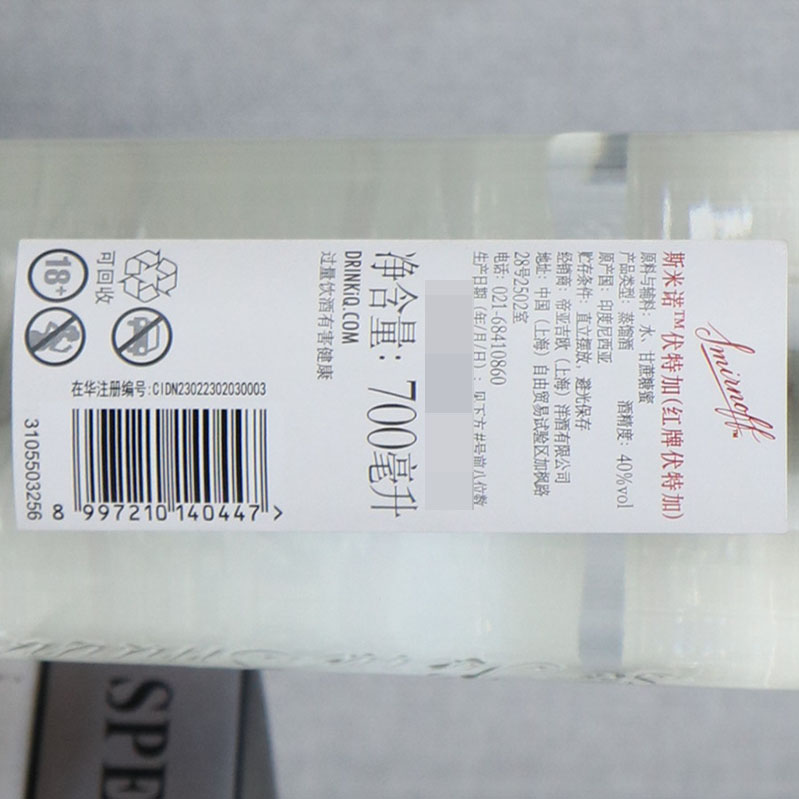 Smirnoff™
斯米诺™伏特加(红牌伏特加)
原料与辅料：水、甘蔗糖蜜
产品类型：蒸馏酒 酒精度：40%vol
原产国：印度尼西亚
贮存条件：直立摆放，避光保存
经销商：帝亚吉欧（上海）洋酒有限公司
地址：中国（上海）自由贸易试验区加枫路
28号2502室
电话：021-68410860
生产日期（年/月/日）：见下方#号前八位数
净含量：700毫升
DRINKiQ.COM
过量饮酒有害健康
可回收
18+
在华注册编号:CIDN23022302030003
8 997210 140447 >
3105503256
SPE